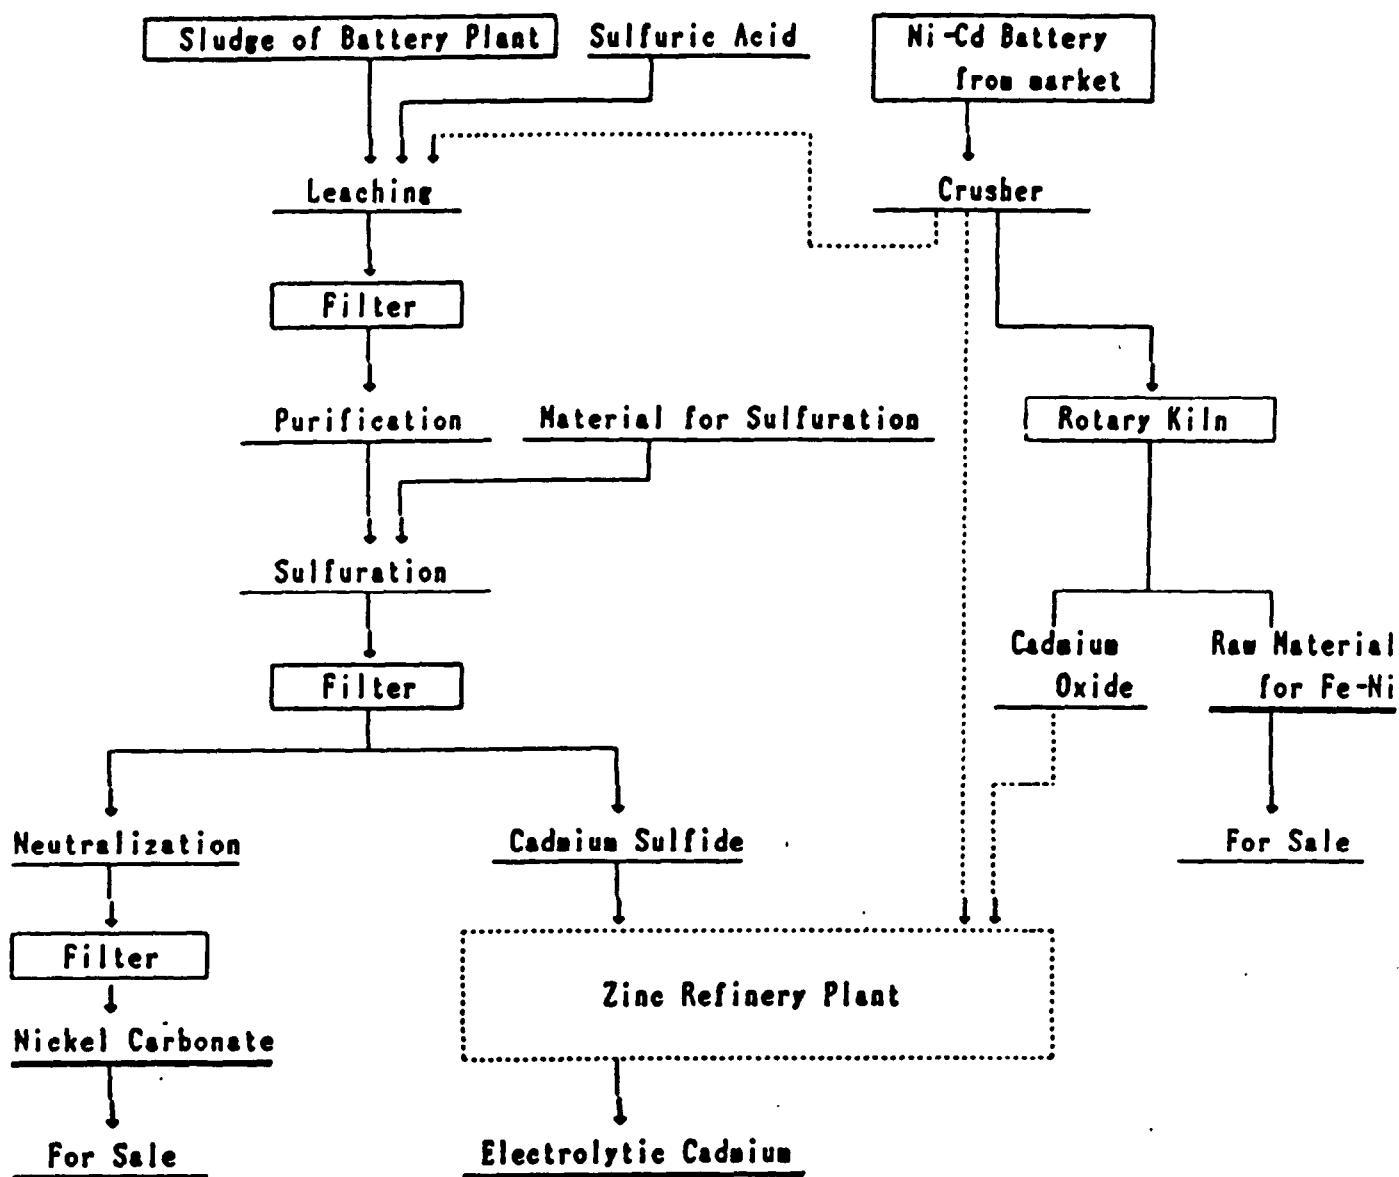 Sludge of Battery Plant
Sulfuric Acid
Ni-Cd Battery
from market
Leaching
Crusher
Filter
Purification
Material for Sulfuration
Rotary Kiln
Sulfuration
Cadmium
Oxide
Raw Material
for Fe-Ni
Filter
Neutralization
Cadmium Sulfide
For Sale
Filter
Zinc Refinery Plant
Nickel Carbonate
For Sale
Electrolytic Cadmium